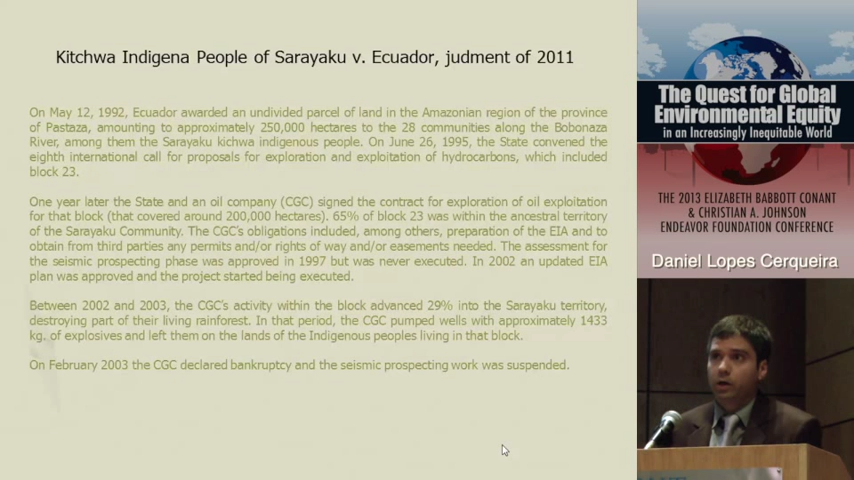 Kitchwa Indigena People of Sarayaku v. Ecuador, judment of 2011
On May 12, 1992, Ecuador awarded an undivided parcel of land in the Amazonian region of the province
of Pastaza, amounting to approximately 250,000 hectares to the 28 communities along the Bobonaza
River, among them the Sarayaku kichwa indigenous people. On June 26, 1995, the State convened the
eighth international call for proposals for exploration and exploitation of hydrocarbons, which included
block 23.
One year later the State and an oil company (CGC) signed the contract for exploration of oil exploitation
for that block (that covered around 200,000 hectares). 65% of block 23 was within the ancestral territory
of the Sarayaku Community. The CGC's obligations included, among others, preparation of the EIA and to
obtain from third parties any permits and/or rights of way and/or easements needed. The assessment for
the seismic prospecting phase was approved in 1997 but was never executed. In 2002 an updated EIA
plan was approved and the project started being executed.
Between 2002 and 2003, the CGC's activity within the block advanced 29% into the Sarayaku territory,
destroying part of their living rainforest. In that period, the CGC pumped wells with approximately 1433
kg. of explosives and left them on the lands of the Indigenous peoples living in that block.
On February 2003 the CGC declared bankruptcy and the seismic prospecting work was suspended.
The Quest for Global
Environmental Equity
in an Increasingly Inequitable World
THE 2013 ELIZABETH BABBOTT CONANT
& CHRISTIAN A. JOHNSON
ENDEAVOR FOUNDATION CONFERENCE
Daniel Lopes Cerqueira